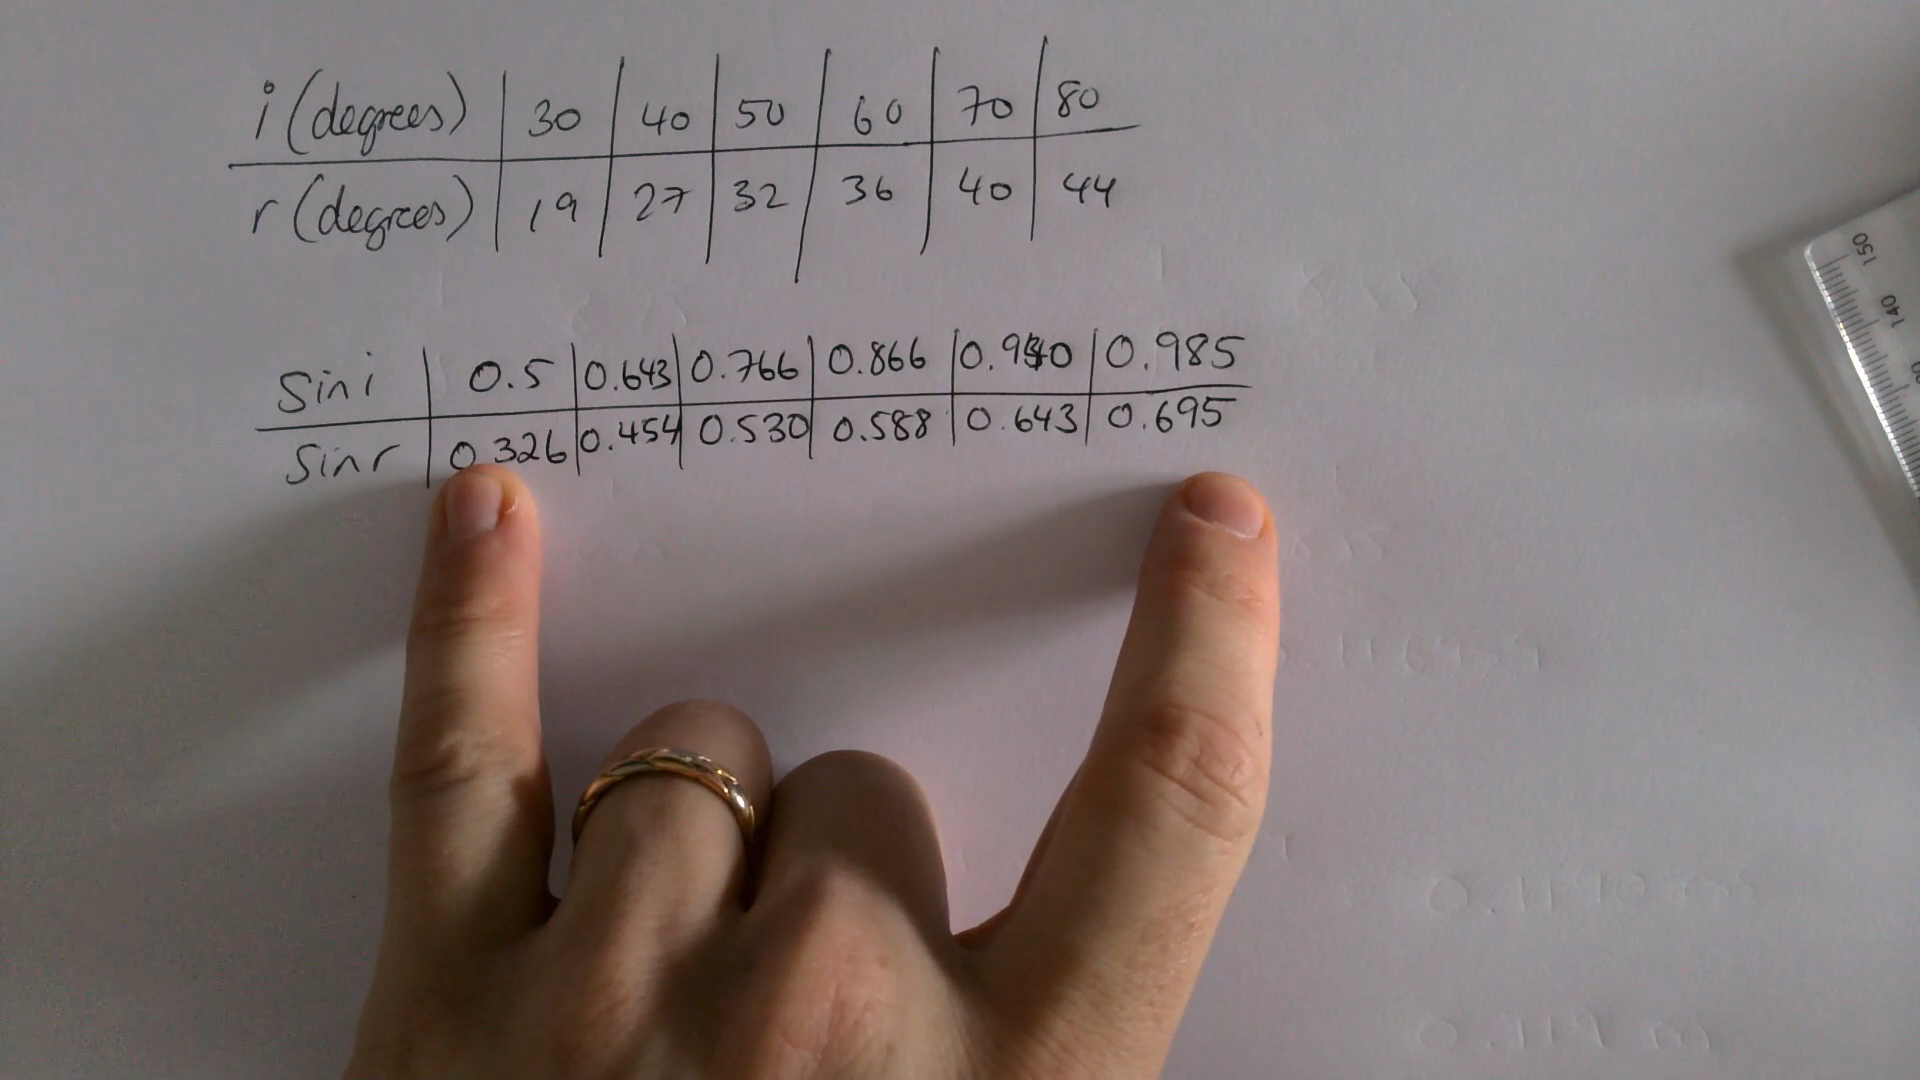 i (degrees) 30 40 50 60 70 80
r (degrees) 19 27 32 36 40 44
Sin i 0.5 0.643 0.766 0.866 0.940 0.985
Sin r 0.326 0.454 0.530 0.588 0.643 0.695
150
140